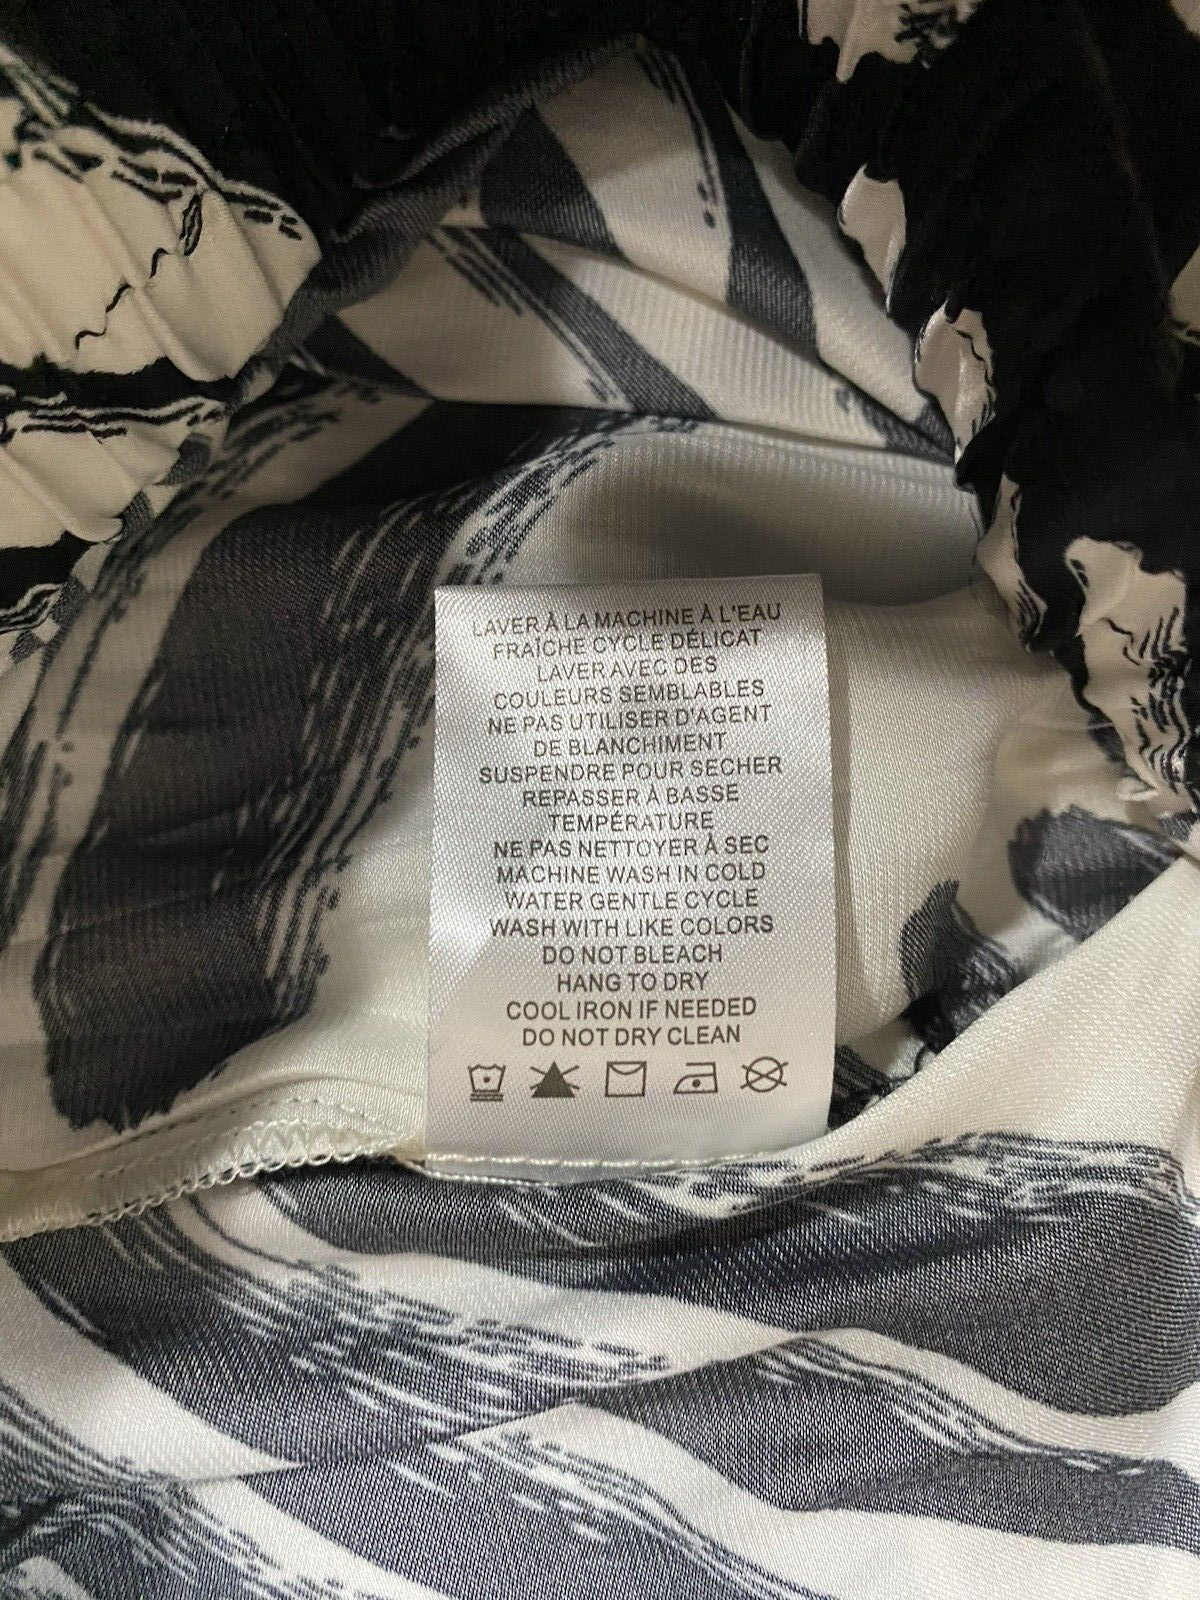 LAVER À LA MACHINE À L'EAU
FRAÎCHE CYCLE DÉLICAT
LAVER AVEC DES
COULEURS SEMBLABLES
NE PAS UTILISER D'AGENT
DE BLANCHIMENT
SUSPENDRE POUR SECHER
REPASSER À BASSE
TEMPÉRATURE
NE PAS NETTOYER À SEC
MACHINE WASH IN COLD
WATER GENTLE CYCLE
WASH WITH LIKE COLORS
DO NOT BLEACH
HANG TO DRY
COOL IRON IF NEEDED
DO NOT DRY CLEAN